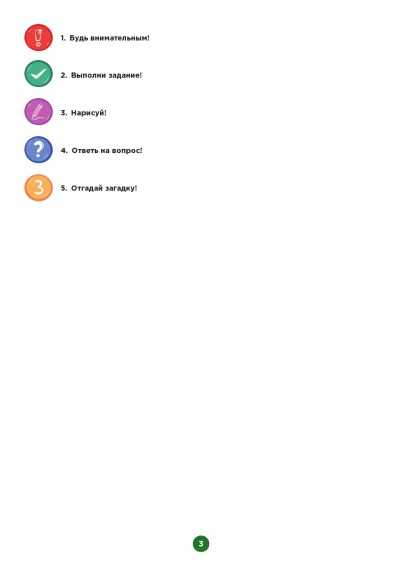 1. Будь внимательным!
2. Выполни задание!
3. Нарисуй!
? 4. Ответь на вопрос!
З 5. Отгадай загадку!
3